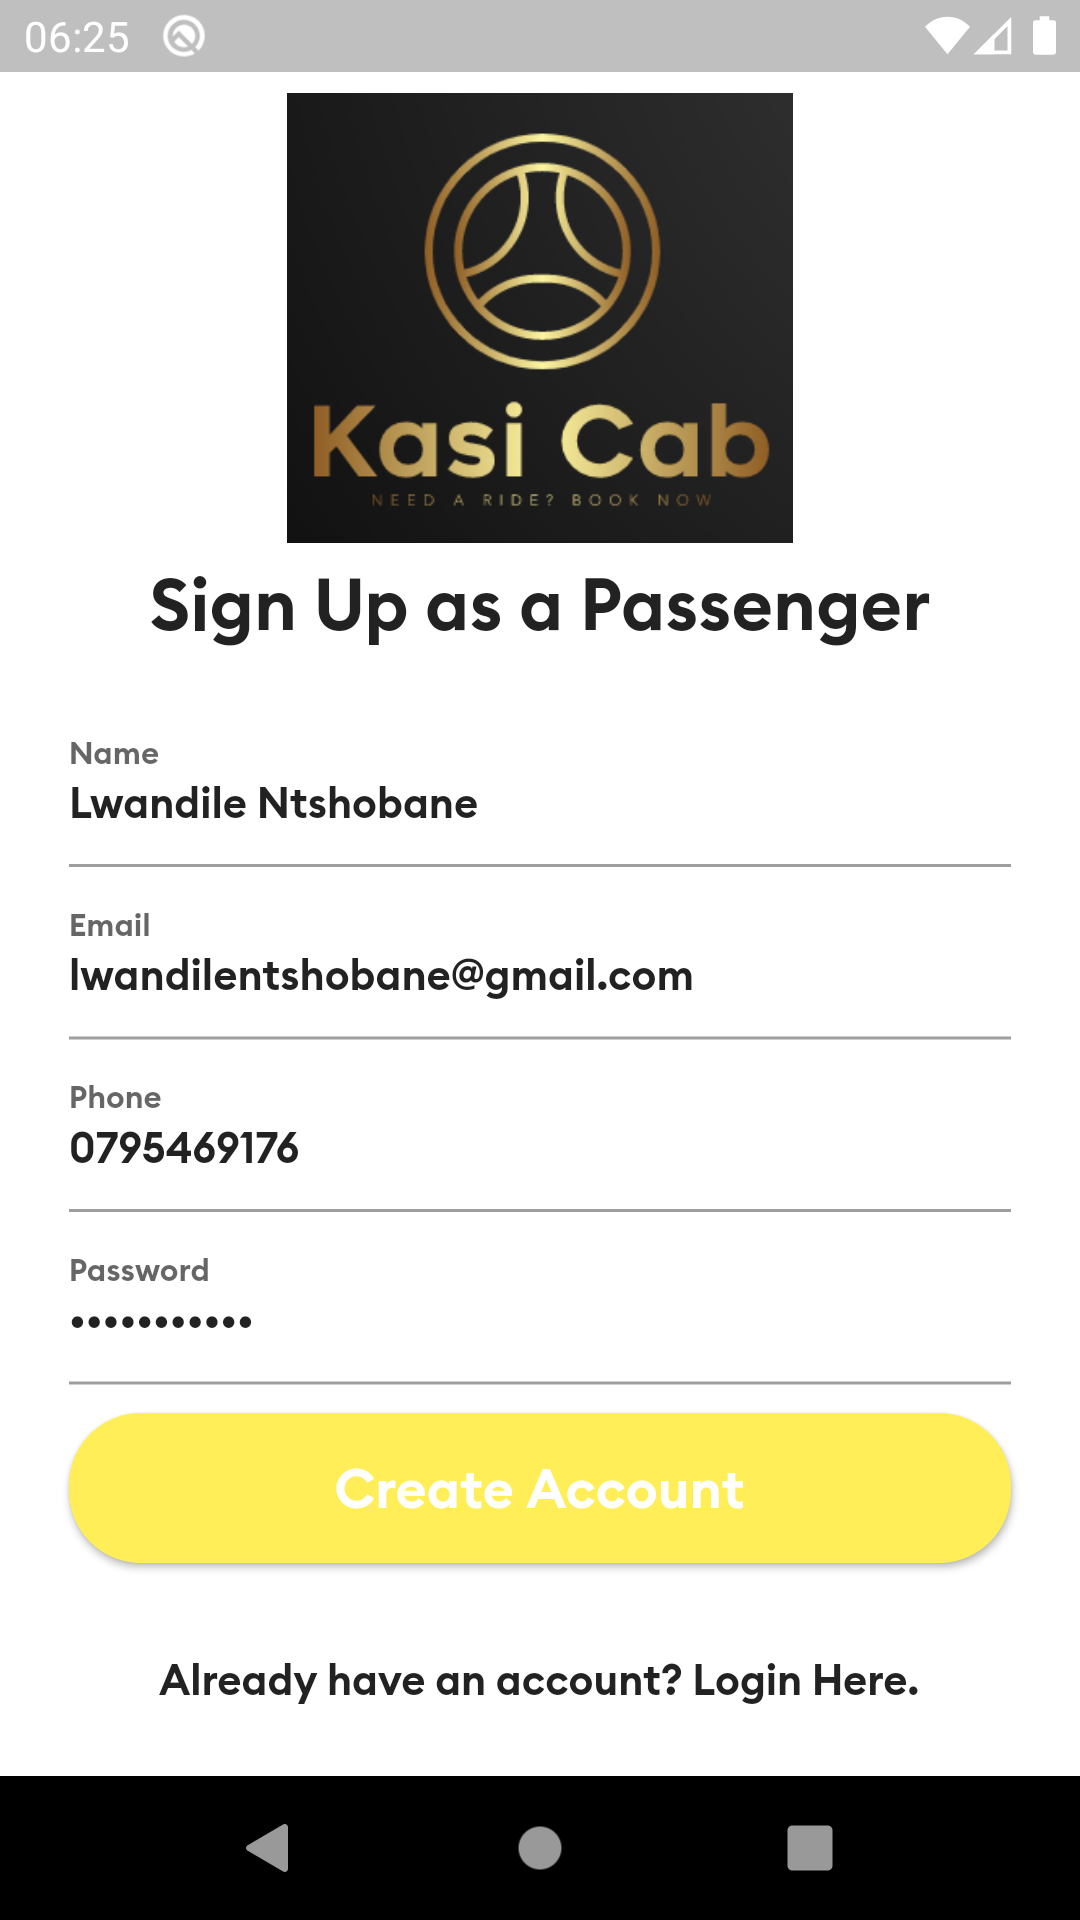 06:25
Kasi Cab
NEED A RIDE? BOOK NOW
Sign Up as a Passenger
Name
Lwandile Ntshobane
Email
lwandilentshobane@gmail.com
Phone
0795469176
Password
•••••••••••
Create Account
Already have an account? Login Here.